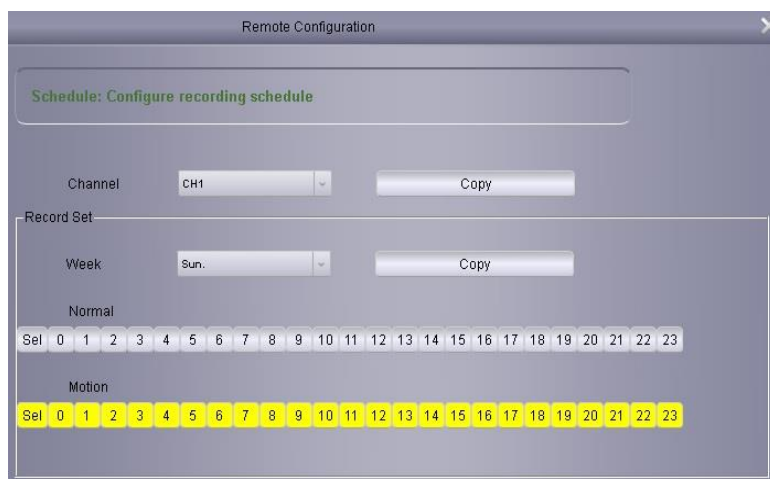 Remote Configuration
Schedule: Configure recording schedule
Channel CH1 Copy
Record Set
Week Sun. Copy
Normal
Sel 0 1 2 3 4 5 6 7 8 9 10 11 12 13 14 15 16 17 18 19 20 21 22 23
Motion
Sel 0 1 2 3 4 5 6 7 8 9 10 11 12 13 14 15 16 17 18 19 20 21 22 23